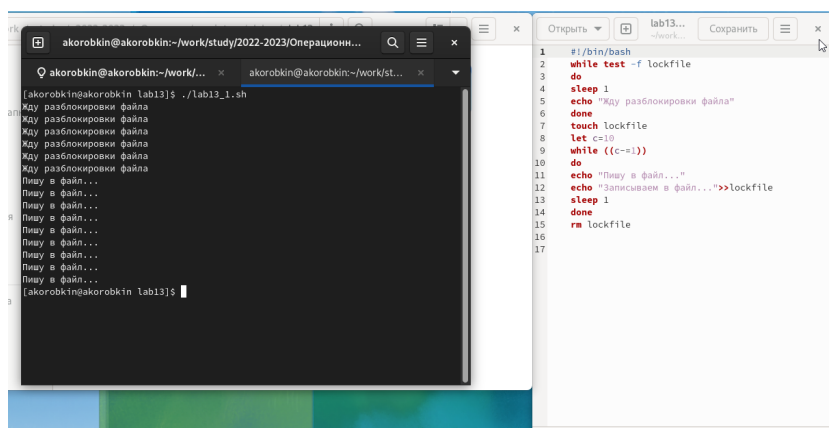 akorobkin@akorobkin:~/work/study/2022-2023/Операционн...
akorobkin@akorobkin:~/work/...
akorobkin@akorobkin:~/work/st...
[akorobkin@akorobkin lab13]$ ./lab13_1.sh
Жду разблокировки файла
Жду разблокировки файла
Жду разблокировки файла
Жду разблокировки файла
Жду разблокировки файла
Жду разблокировки файла
Пишу в файл...
Пишу в файл...
Пишу в файл...
Пишу в файл...
Пишу в файл...
Пишу в файл...
Пишу в файл...
Пишу в файл...
Пишу в файл...
[akorobkin@akorobkin lab13]$
Открыть
lab13...
~/work...
Сохранить
1 #!/bin/bash
2 while test -f lockfile
3 do
4 sleep 1
5 echo "Жду разблокировки файла"
6 done
7 touch lockfile
8 let c=10
9 while ((c-=1))
10 do
11 echo "Пишу в файл..."
12 echo "Записываем в файл...">>lockfile
13 sleep 1
14 done
15 rm lockfile
16
17